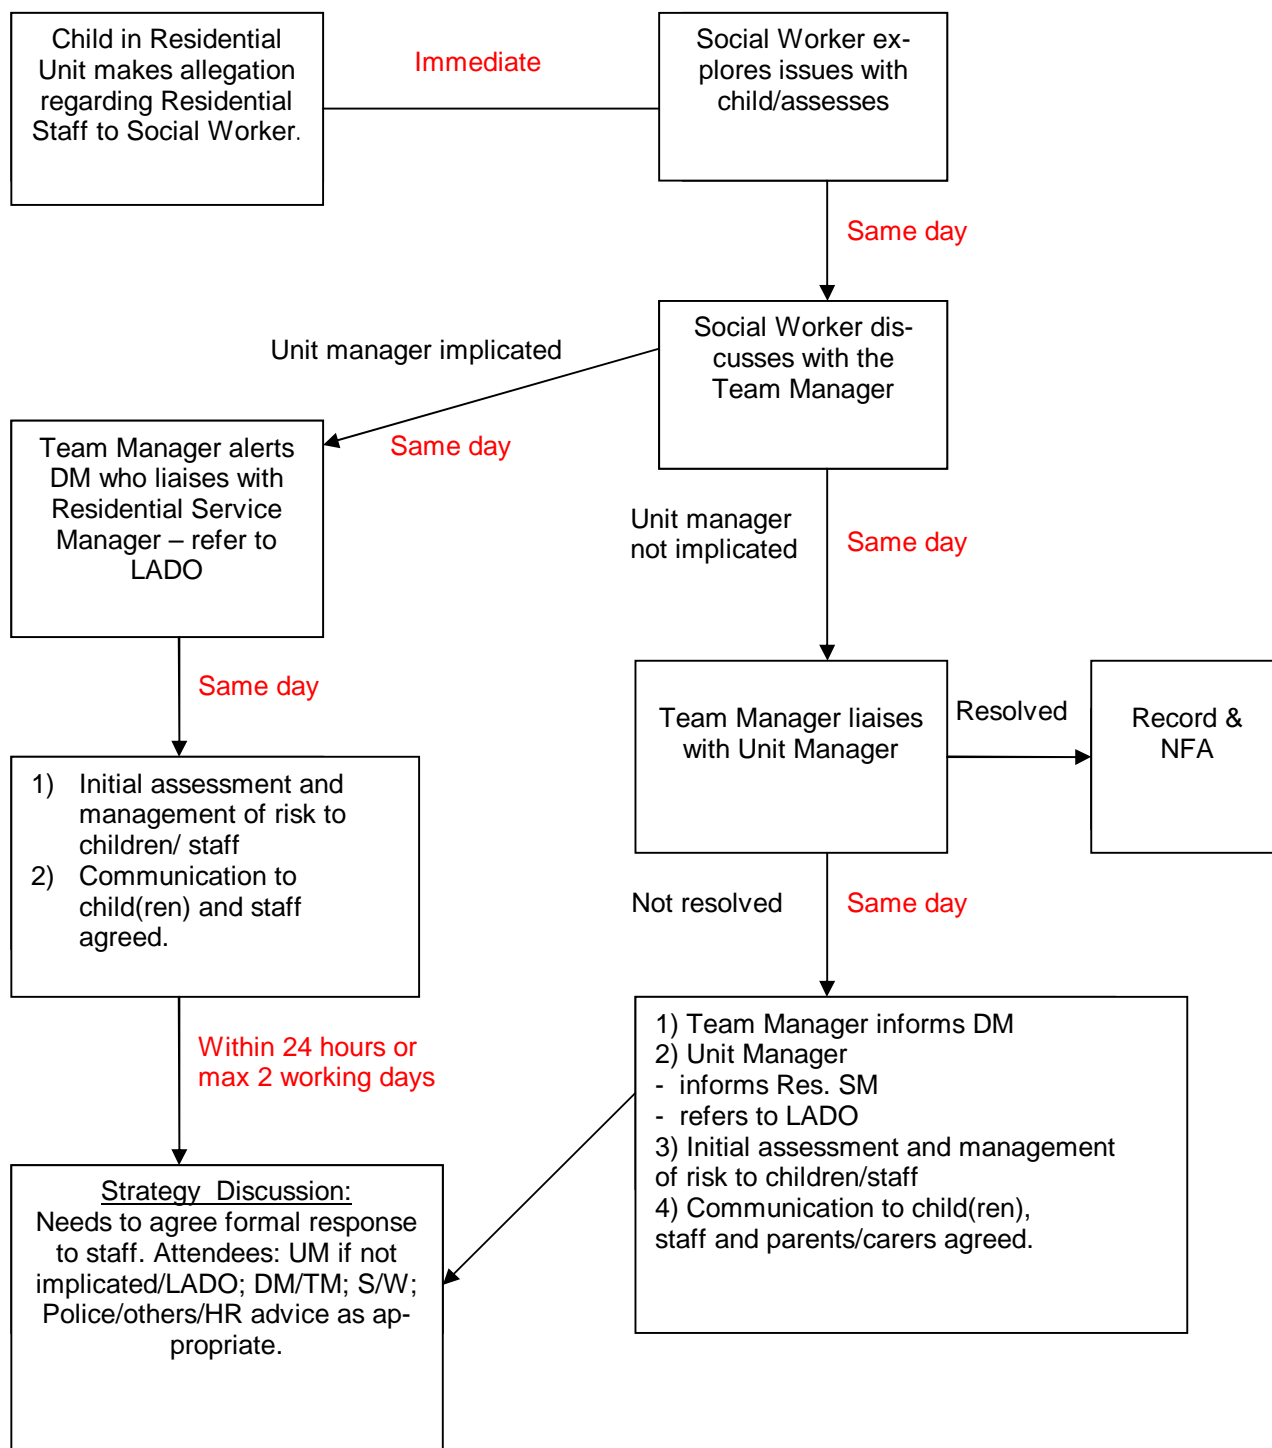 Child in Residential
Unit makes allegation
regarding Residential
Staff to Social Worker.
Immediate
Social Worker ex-
plores issues with
child/assesses
Same day
Social Worker dis-
cusses with the
Team Manager
Unit manager implicated
Same day
Team Manager alerts
DM who liaises with
Residential Service
Manager – refer to
LADO
Unit manager
not implicated
Same day
Same day
Team Manager liaises
with Unit Manager
Resolved
Record &
NFA
1) Initial assessment and
management of risk to
children/ staff
2) Communication to
child(ren) and staff
agreed.
Not resolved
Same day
Within 24 hours or
max 2 working days
1) Team Manager informs DM
2) Unit Manager
- informs Res. SM
- refers to LADO
3) Initial assessment and management
of risk to children/staff
4) Communication to child(ren),
staff and parents/carers agreed.
Strategy Discussion:
Needs to agree formal response
to staff. Attendees: UM if not
implicated/LADO; DM/TM; S/W;
Police/others/HR advice as ap-
propriate.